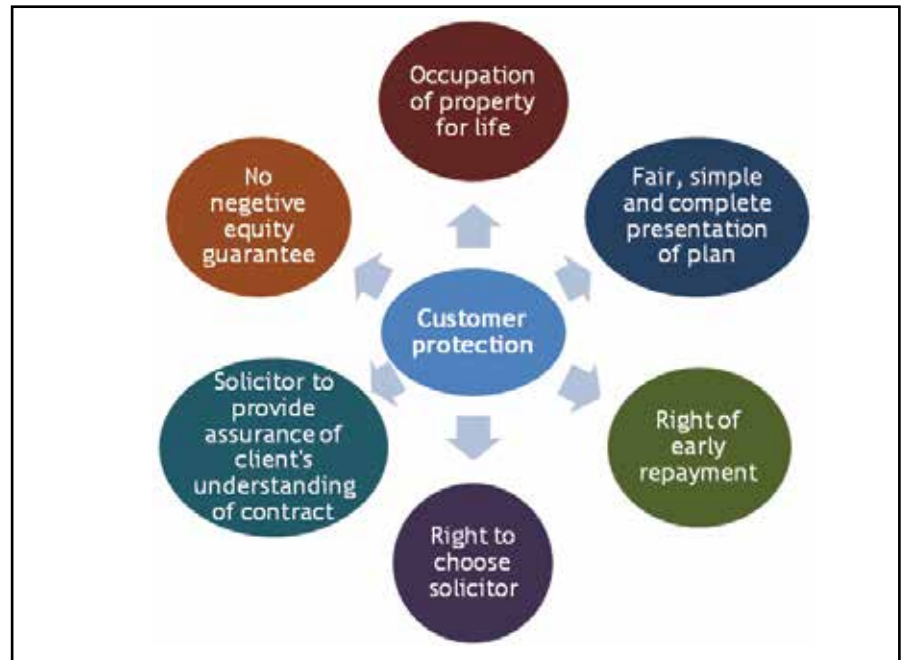 Occupation
of property
for life
Fair, simple
and complete
presentation
of plan
Right of
early
repayment
Right to
choose
solicitor
Solicitor to
provide
assurance of
client's
understanding
of contract
No
negetive
equity
guarantee
Customer
protection